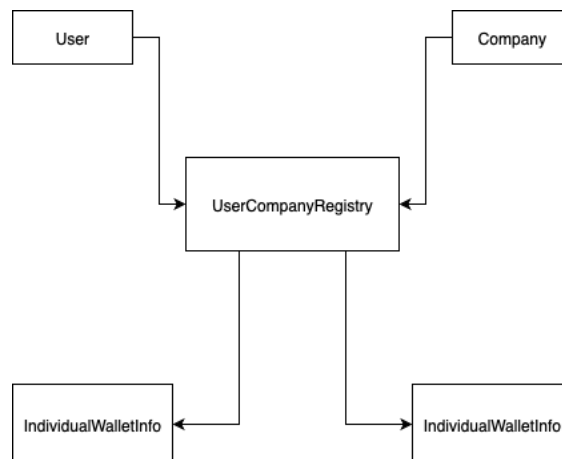 User
Company
UserCompanyRegistry
IndividualWalletInfo
IndividualWalletInfo